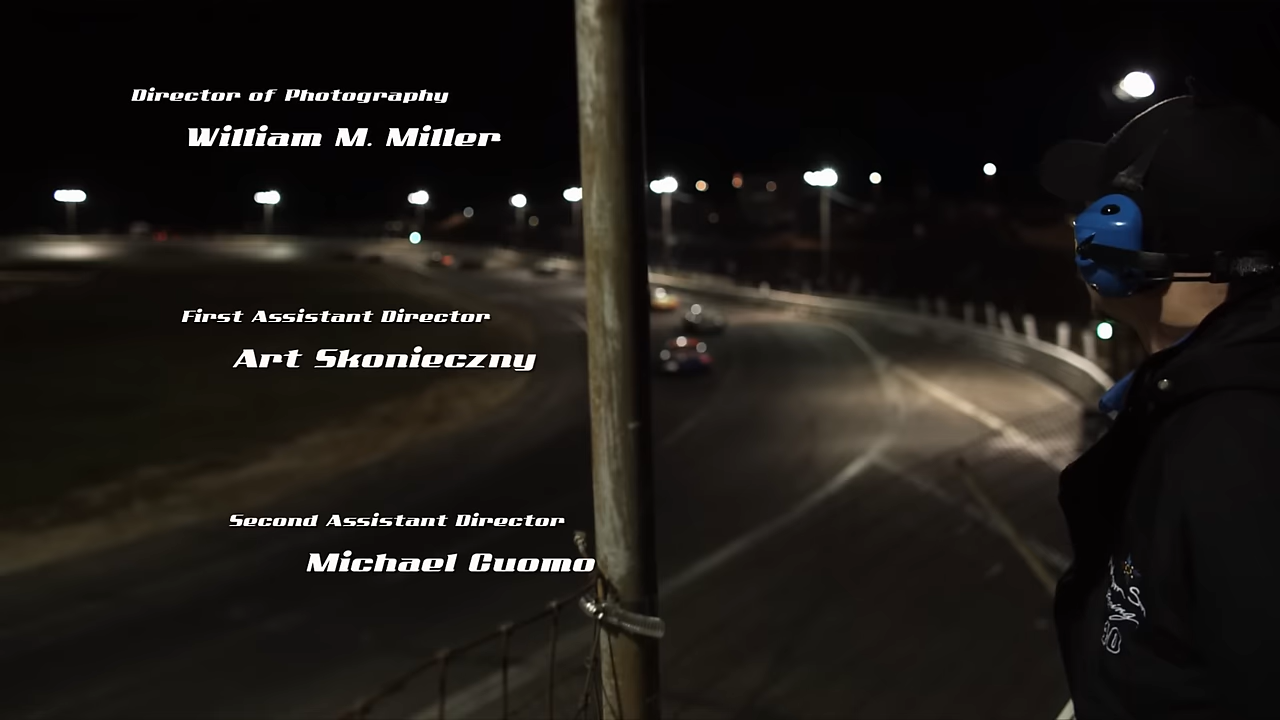 Director of Photography
William M. Miller
First Assistant Director
Art Skonieczny
Second Assistant Director
Michael Cuomo